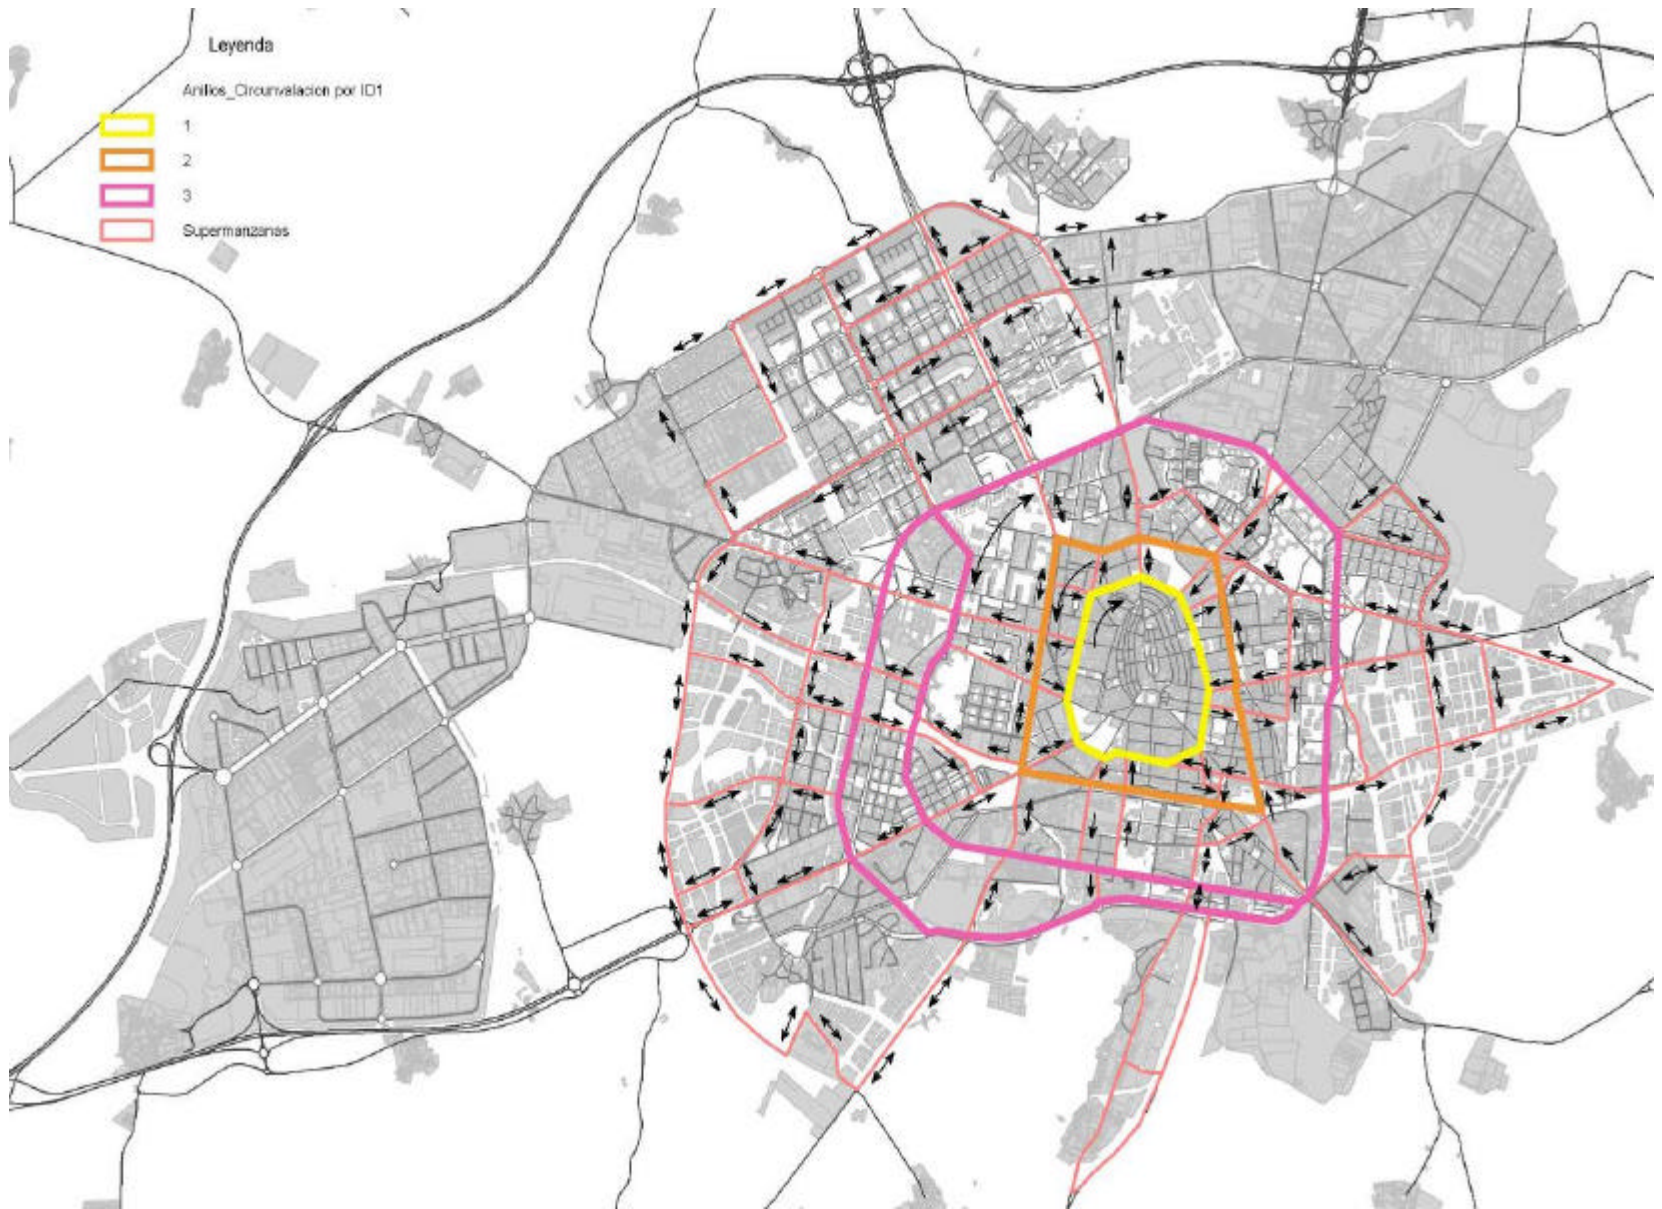 Leyenda
Anillos_Circunvalacion por ID1
1
2
3
Supermanzanas